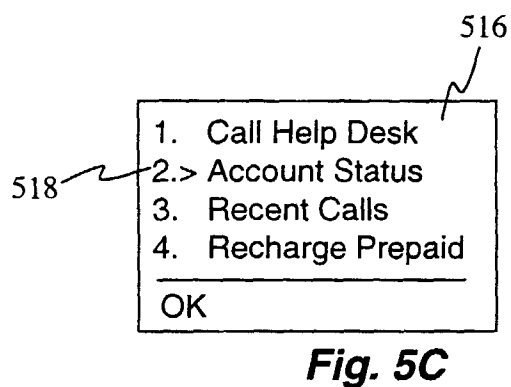 516
1. Call Help Desk
518 2.> Account Status
3. Recent Calls
4. Recharge Prepaid
OK
Fig. 5C